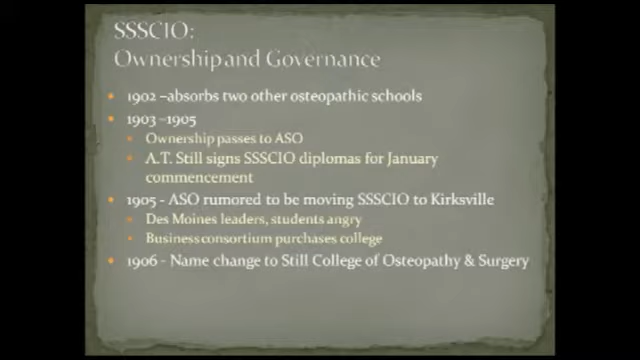 SSSCIO:
Ownership and Governance
1902 –absorbs two other osteopathic schools
1903 –1905
Ownership passes to ASO
A.T. Still signs SSSCIO diplomas for January
commencement
1905 - ASO rumored to be moving SSSCIO to Kirksville
Des Moines leaders, students angry
Business consortium purchases college
1906 - Name change to Still College of Osteopathy & Surgery